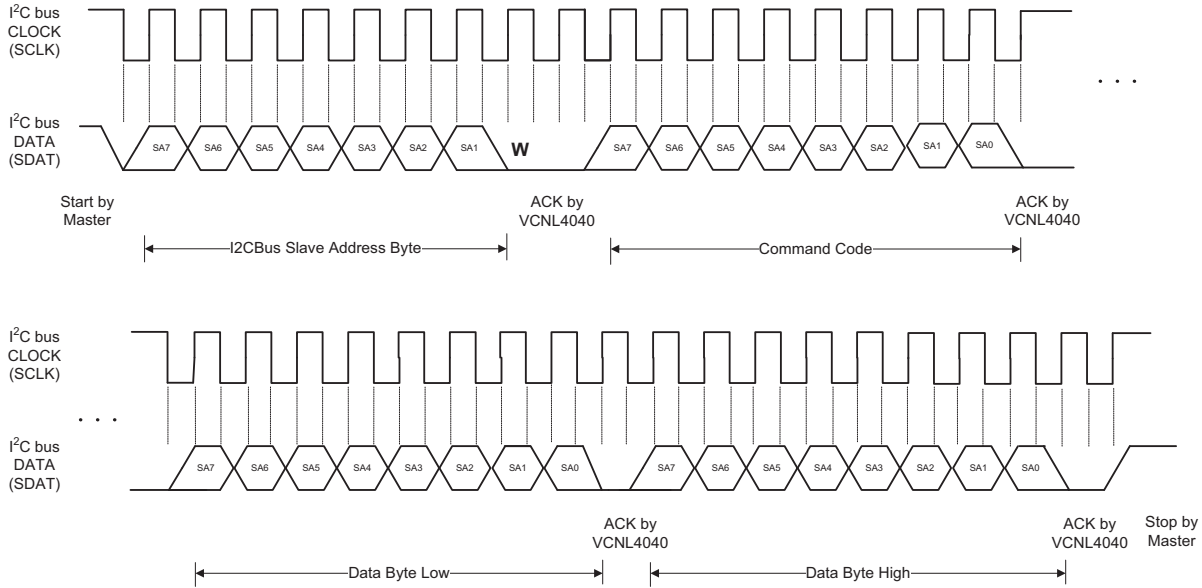 I2C bus
CLOCK
(SCLK)
. . .
I2C bus
DATA
(SDAT)
SA7 SA6 SA5 SA4 SA3 SA2 SA1 W SA7 SA6 SA5 SA4 SA3 SA2 SA1 SA0
Start by
Master
ACK by
VCNL4040
ACK by
VCNL4040
I2CBus Slave Address Byte
Command Code
I2C bus
CLOCK
(SCLK)
. . .
I2C bus
DATA
(SDAT)
SA7 SA6 SA5 SA4 SA3 SA2 SA1 SA0 SA7 SA6 SA5 SA4 SA3 SA2 SA1 SA0
ACK by
VCNL4040
ACK by
VCNL4040
Stop by
Master
Data Byte Low
Data Byte High